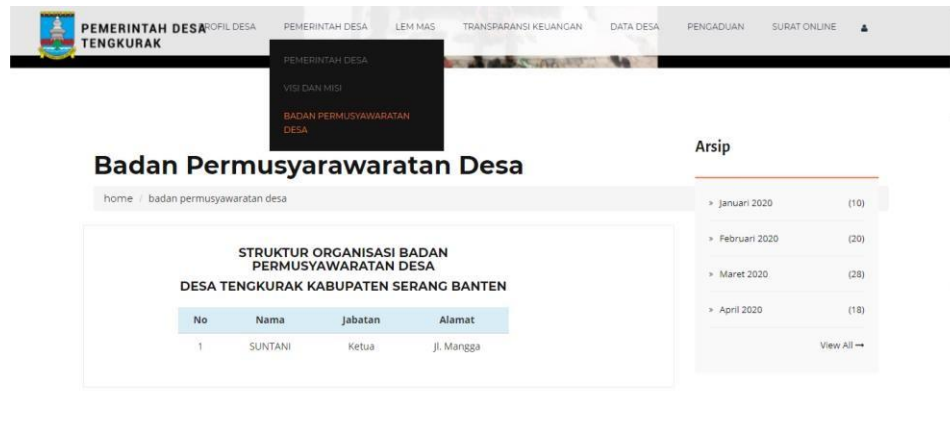 PEMERINTAH DESA
TENGKURAK
ROFIL DESA PEMERINTAH DESA LEM MAS TRANSPARANSI KEUANGAN DATA DESA PENGADUAN SURAT ONLINE
PEMERINTAH DESA
VISI DAN MISI
BADAN PERMUSYAWARATAN
DESA
Badan Permusyarawaratan Desa
home / badan permusyawaratan desa
STRUKTUR ORGANISASI BADAN
PERMUSYAWARATAN DESA
DESA TENGKURAK KABUPATEN SERANG BANTEN
No Nama Jabatan Alamat
1 SUNTANI Ketua Jl. Mangga
Arsip
» Januari 2020 (10)
» Februari 2020 (20)
» Maret 2020 (28)
» April 2020 (18)
View All →